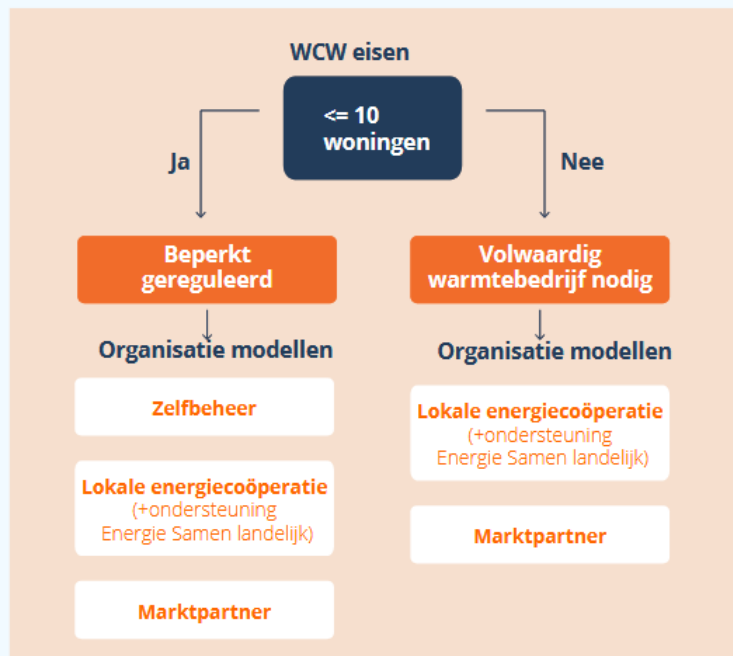 WCW eisen
<= 10
woningen
Ja
Nee
Beperkt
gereguleerd
Organisatie modellen
Zelfbeheer
Lokale energiecoöperatie
(+ondersteuning
Energie Samen landelijk)
Marktpartner
Volwaardig
warmtebedrijf nodig
Organisatie modellen
Lokale energiecoöperatie
(+ondersteuning
Energie Samen landelijk)
Marktpartner